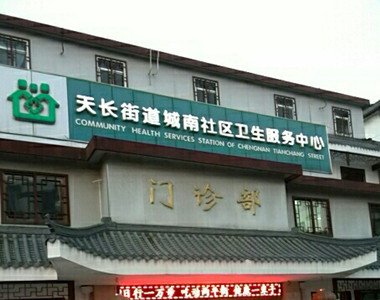 天长街道城南社区卫生服务中心
COMMUNITY HEALTH SERVICES STATION OF CHENGNAN TIANCHANG STREET
门诊部